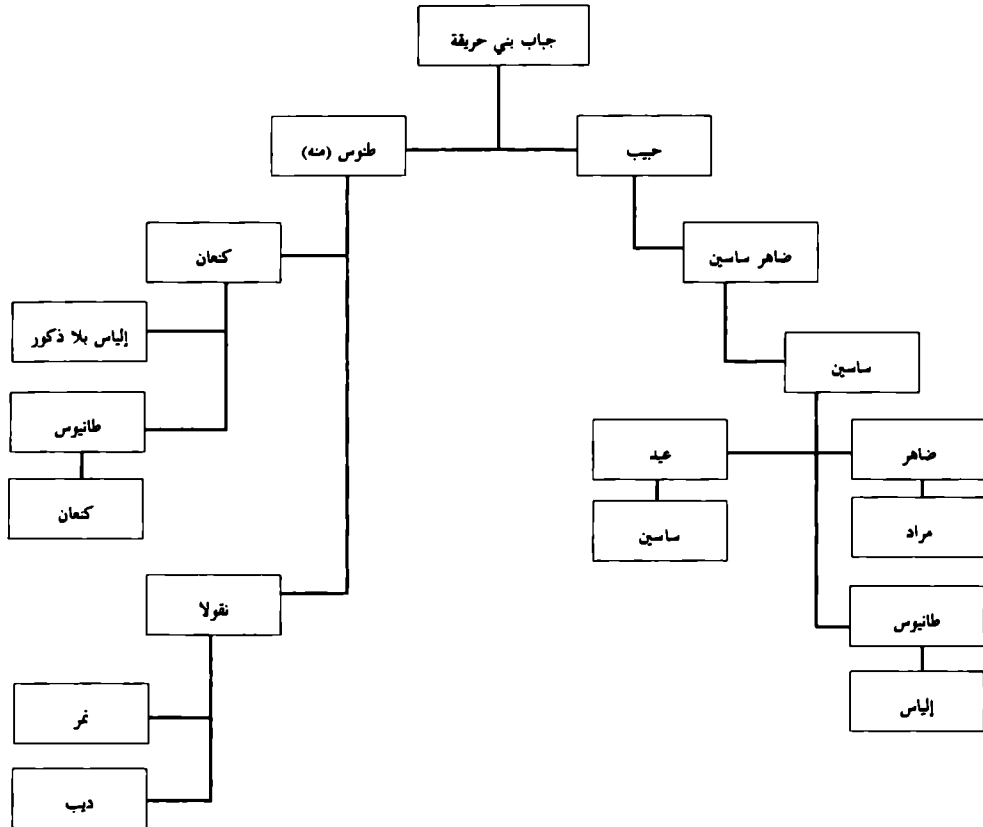 جباب بني حريقة
حبيب
طنوس (منه)
كنعان
ضاهر ساسين
إلياس بلا ذكور
ساسين
طانيوس
عيد
ضاهر
كنعان
ساسين
مراد
نقولا
طانيوس
نمر
إلياس
ديب